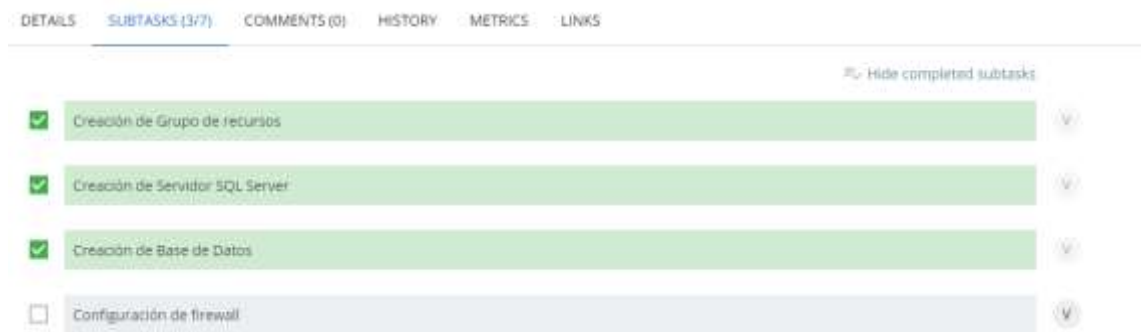 DETAILS SUBTASKS (3/7) COMMENTS (0) HISTORY METRICS LINKS
Hide completed subtasks
Creación de Grupo de recursos V
Creación de Servidor SQL Server V
Creación de Base de Datos V
Configuración de firewall V